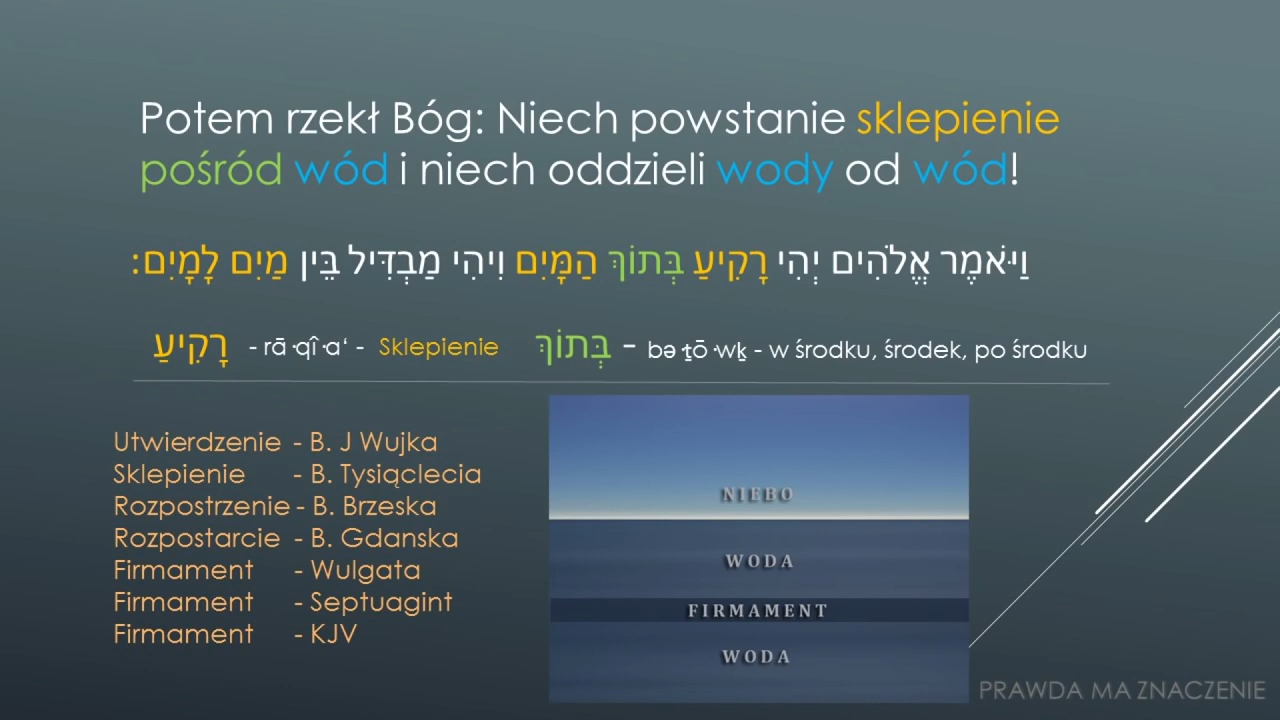 Potem rzekł Bóg: Niech powstanie sklepienie
pośród wód i niech oddzieli wody od wód!
וַיֹּאמֶר אֱלֹהִים יְהִי רָקִיעַ בְּתוֹךְ הַמָּיִם וִיהִי מַבְדִּיל בֵּין מַיִם לָמָיִם׃
רָקִיעַ - rā·qî·a‘ - Sklepienie בְּתוֹךְ - bə·ṯō·wḵ - w środku, środek, po środku
Utwierdzenie - B. J Wujka
Sklepienie - B. Tysiąclecia
Rozpostrzenie - B. Brzeska
Rozpostarcie - B. Gdanska
Firmament - Wulgata
Firmament - Septuagint
Firmament - KJV
NIEBO
WODA
FIRMAMENT
WODA
PRAWDA MA ZNACZENIE